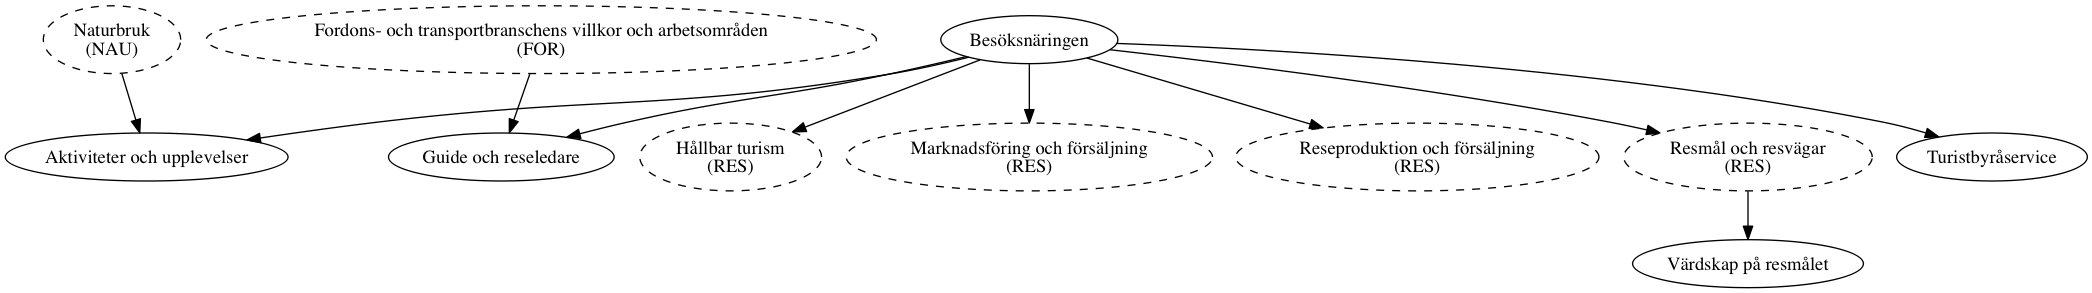 Naturbruk
(NAU)
Fordons- och transportbranschens villkor och arbetsområden
(FOR)
Besöksnäringen
Aktiviteter och upplevelser
Guide och reseledare
Hållbar turism
(RES)
Marknadsföring och försäljning
(RES)
Reseproduktion och försäljning
(RES)
Resmål och resvägar
(RES)
Turistbyråservice
Värdskap på resmålet